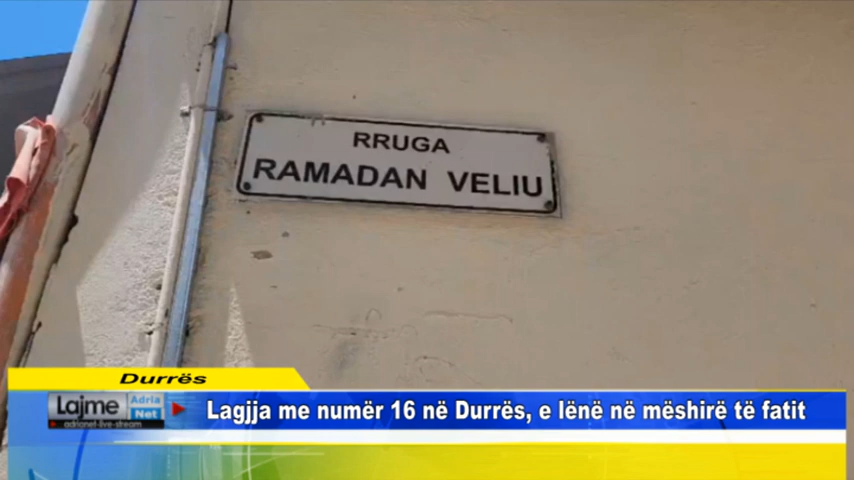 RRUGA
RAMADAN VELIU
Durrës
Lajme Adria Net
adrianet-live-stream
Lagjja me numër 16 në Durrës, e lënë në mëshirë të fatit